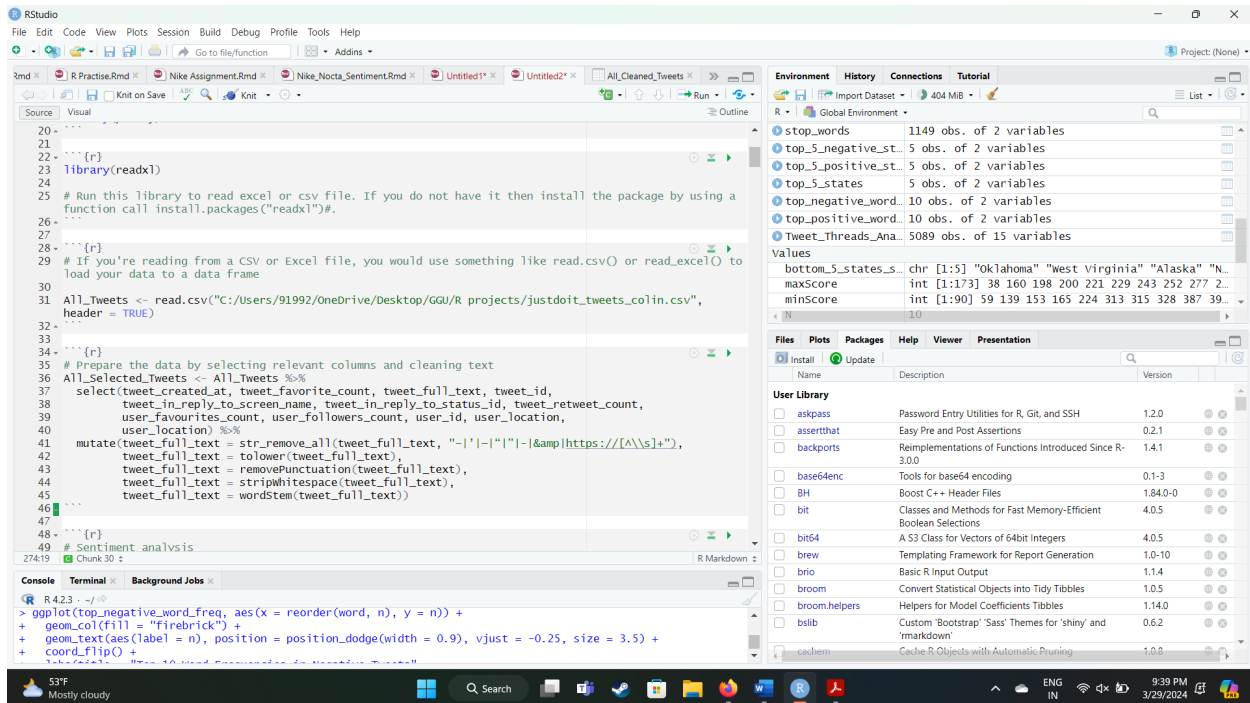 RStudio
File Edit Code View Plots Session Build Debug Profile Tools Help
Go to file/function Addins Project: (None)
Rmd R Practise.Rmd Nike Assignment.Rmd Nike_Nocta_Sentiment.Rmd Untitled1* Untitled2* All_Cleaned_Tweets
Knit on Save ABC Knit Run
Source Visual Outline
20 ```
21
22 ```{r}
23 library(readxl)
24
25 # Run this library to read excel or csv file. If you do not have it then install the package by using a
function call install.packages("readxl")#.
26 ```
27
28 ```{r}
29 # If you're reading from a CSV or Excel file, you would use something like read.csv() or read_excel() to
load your data to a data frame
30
31 All_Tweets <- read.csv("C:/Users/91992/OneDrive/Desktop/GGU/R projects/justdoit_tweets_colin.csv",
header = TRUE)
32 ```
33
34 ```{r}
35 # Prepare the data by selecting relevant columns and cleaning text
36 All_Selected_Tweets <- All_Tweets %>%
37 select(tweet_created_at, tweet_favorite_count, tweet_full_text, tweet_id,
38 tweet_in_reply_to_screen_name, tweet_in_reply_to_status_id, tweet_retweet_count,
39 user_favourites_count, user_followers_count, user_id, user_location,
40 user_location) %>%
41 mutate(tweet_full_text = str_remove_all(tweet_full_text, "-|'|—|“|”|-|&amp|https://[^\\s]+"),
42 tweet_full_text = tolower(tweet_full_text),
43 tweet_full_text = removePunctuation(tweet_full_text),
44 tweet_full_text = stripWhitespace(tweet_full_text),
45 tweet_full_text = wordStem(tweet_full_text))
46 ```
47
48 ```{r}
49 # Sentiment analysis
274:19 Chunk 30 R Markdown
Console Terminal Background Jobs
R 4.2.3 · ~/
> ggplot(top_negative_word_freq, aes(x = reorder(word, n), y = n)) +
+ geom_col(fill = "firebrick") +
+ geom_text(aes(label = n), position = position_dodge(width = 0.9), vjust = -0.25, size = 3.5) +
+ coord_flip() +
Environment History Connections Tutorial
Import Dataset 404 MiB List
R Global Environment
stop_words 1149 obs. of 2 variables
top_5_negative_st… 5 obs. of 2 variables
top_5_positive_st… 5 obs. of 2 variables
top_5_states 5 obs. of 2 variables
top_negative_word… 10 obs. of 2 variables
top_positive_word… 10 obs. of 2 variables
Tweet_Threads_Ana… 5089 obs. of 15 variables
Values
bottom_5_states_s… chr [1:5] "Oklahoma" "West Virginia" "Alaska" "N…
maxScore int [1:173] 38 160 198 200 221 229 243 252 277 2…
minScore int [1:90] 59 139 153 165 224 313 315 328 387 39…
N 10
Files Plots Packages Help Viewer Presentation
Install Update
Name Description Version
User Library
askpass Password Entry Utilities for R, Git, and SSH 1.2.0
assertthat Easy Pre and Post Assertions 0.2.1
backports Reimplementations of Functions Introduced Since R- 1.4.1
3.0.0
base64enc Tools for base64 encoding 0.1-3
BH Boost C++ Header Files 1.84.0-0
bit Classes and Methods for Fast Memory-Efficient 4.0.5
Boolean Selections
bit64 A S3 Class for Vectors of 64bit Integers 4.0.5
brew Templating Framework for Report Generation 1.0-10
brio Basic R Input Output 1.1.4
broom Convert Statistical Objects into Tidy Tibbles 1.0.5
broom.helpers Helpers for Model Coefficients Tibbles 1.14.0
bslib Custom 'Bootstrap' 'Sass' Themes for 'shiny' and 0.6.2
'rmarkdown'
cachem Cache R Objects with Automatic Pruning 1.0.8
53°F
Mostly cloudy
Search
ENG
IN
9:39 PM
3/29/2024